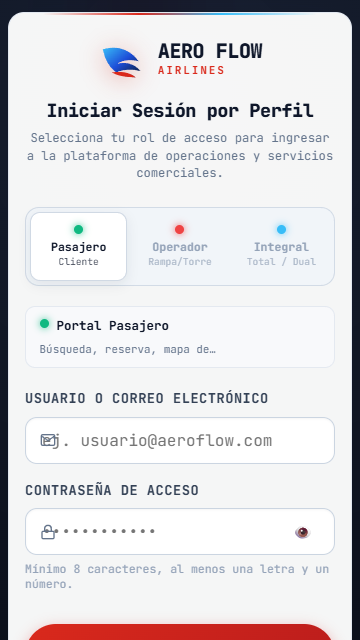 AERO FLOW
AIRLINES
Iniciar Sesión por Perfil
Selecciona tu rol de acceso para ingresar
a la plataforma de operaciones y servicios
comerciales.
Pasajero
Cliente
Operador
Rampa/Torre
Integral
Total / Dual
Portal Pasajero
Búsqueda, reserva, mapa de…
USUARIO O CORREO ELECTRÓNICO
Ej. usuario@aeroflow.com
CONTRASEÑA DE ACCESO
Mínimo 8 caracteres, al menos una letra y un
número.